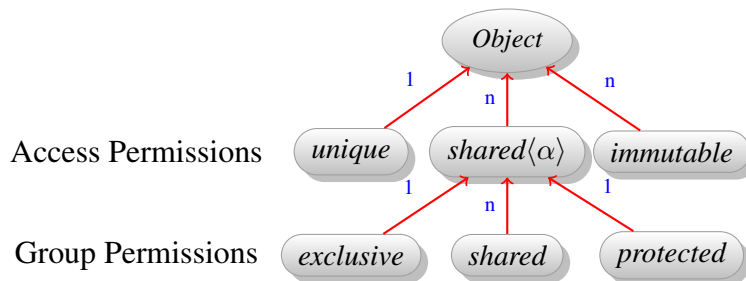 Object
1 n n
Access Permissions unique shared⟨α⟩ immutable
1 n 1
Group Permissions exclusive shared protected